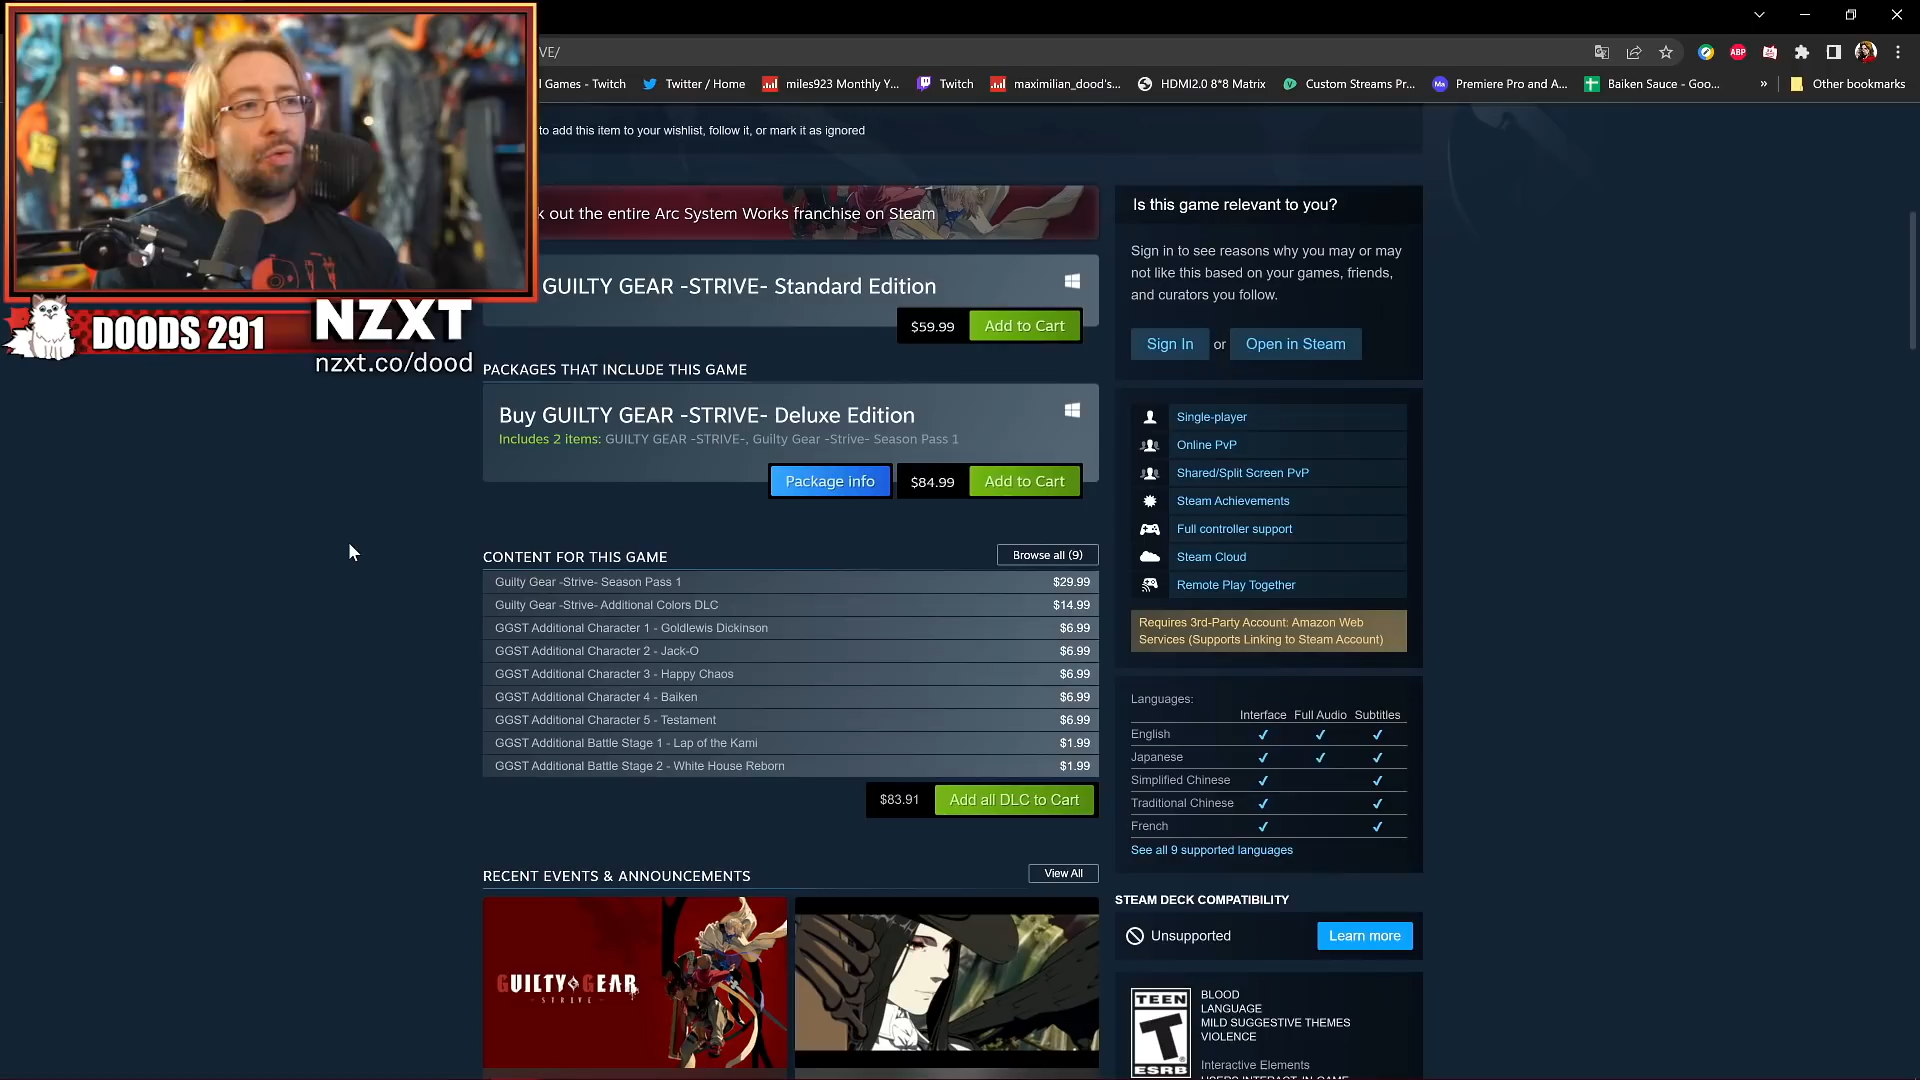 VE/
l Games - Twitch
Twitter / Home
miles923 Monthly Y...
Twitch
maximilian_dood's...
HDMI2.0 8*8 Matrix
Custom Streams Pr...
Premiere Pro and A...
Baiken Sauce - Goo...
»
Other bookmarks
ABP
to add this item to your wishlist, follow it, or mark it as ignored
k out the entire Arc System Works franchise on Steam
GUILTY GEAR -STRIVE- Standard Edition
$59.99
Add to Cart
DOODS 291
NZXT
nzxt.co/dood
PACKAGES THAT INCLUDE THIS GAME
Buy GUILTY GEAR -STRIVE- Deluxe Edition
Includes 2 items: GUILTY GEAR -STRIVE-, Guilty Gear -Strive- Season Pass 1
Package info
$84.99
Add to Cart
CONTENT FOR THIS GAME
Browse all (9)
Guilty Gear -Strive- Season Pass 1 $29.99
Guilty Gear -Strive- Additional Colors DLC $14.99
GGST Additional Character 1 - Goldlewis Dickinson $6.99
GGST Additional Character 2 - Jack-O $6.99
GGST Additional Character 3 - Happy Chaos $6.99
GGST Additional Character 4 - Baiken $6.99
GGST Additional Character 5 - Testament $6.99
GGST Additional Battle Stage 1 - Lap of the Kami $1.99
GGST Additional Battle Stage 2 - White House Reborn $1.99
$83.91
Add all DLC to Cart
RECENT EVENTS & ANNOUNCEMENTS
View All
GUILTY GEAR
- STRIVE -
Is this game relevant to you?
Sign in to see reasons why you may or may
not like this based on your games, friends,
and curators you follow.
Sign In or Open in Steam
Single-player
Online PvP
Shared/Split Screen PvP
Steam Achievements
Full controller support
Steam Cloud
Remote Play Together
Requires 3rd-Party Account: Amazon Web
Services (Supports Linking to Steam Account)
Languages:
Interface Full Audio Subtitles
English ✔ ✔ ✔
Japanese ✔ ✔ ✔
Simplified Chinese ✔ ✔
Traditional Chinese ✔ ✔
French ✔ ✔
See all 9 supported languages
STEAM DECK COMPATIBILITY
Unsupported
Learn more
TEEN
T
ESRB
BLOOD
LANGUAGE
MILD SUGGESTIVE THEMES
VIOLENCE
Interactive Elements
USERS INTERACT IN-GAME